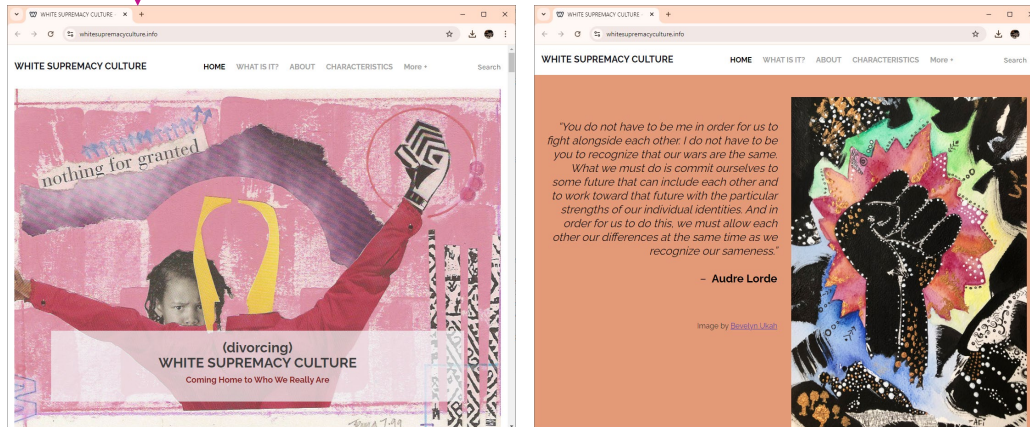 WHITE SUPREMACY CULTURE
whitesupremacyculture.info
WHITE SUPREMACY CULTURE
HOME WHAT IS IT? ABOUT CHARACTERISTICS More + Search
nothing for granted
(divorcing)
WHITE SUPREMACY CULTURE
Coming Home to Who We Really Are
WHITE SUPREMACY CULTURE
whitesupremacyculture.info
WHITE SUPREMACY CULTURE
HOME WHAT IS IT? ABOUT CHARACTERISTICS More + Search
"You do not have to be me in order for us to
fight alongside each other. I do not have to be
you to recognize that our wars are the same.
What we must do is commit ourselves to
some future that can include each other and
to work toward that future with the particular
strengths of our individual identities. And in
order for us to do this, we must allow each
other our differences at the same time as we
recognize our sameness."
– Audre Lorde
Image by Bevelyn Ukah